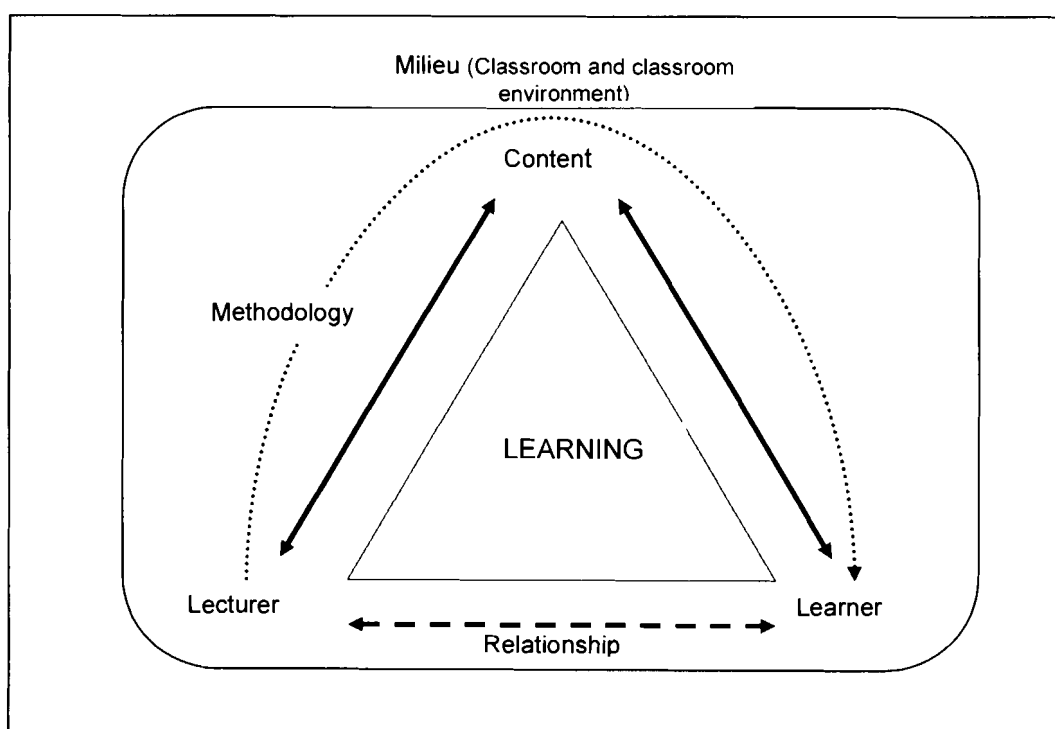 Milieu (Classroom and classroom
environment)
Content
Methodology
LEARNING
Lecturer
Learner
Relationship